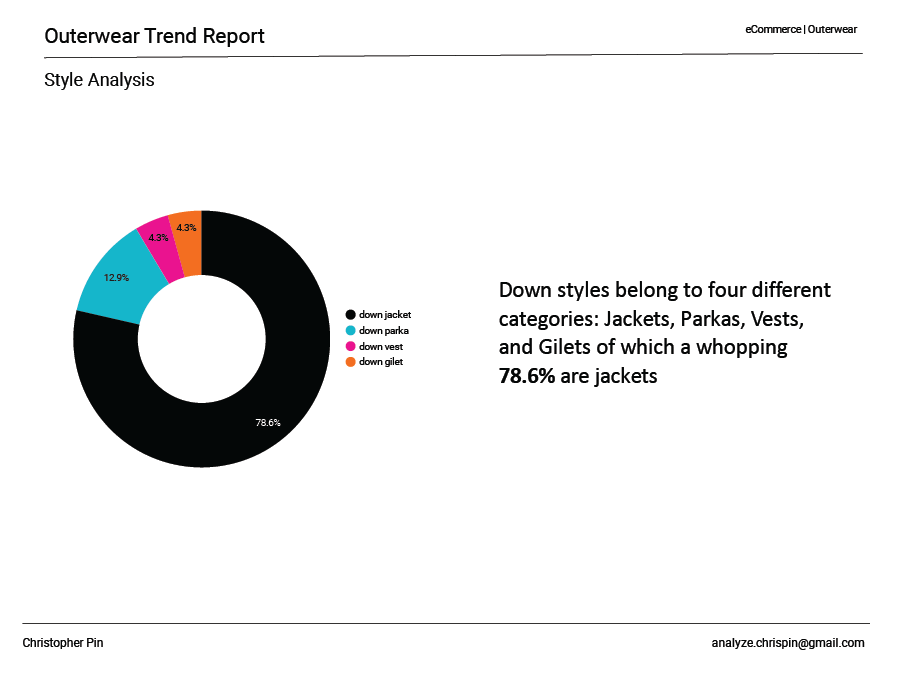 Outerwear Trend Report
eCommerce | Outerwear
Style Analysis
4.3%
4.3%
12.9%
78.6%
down jacket
down parka
down vest
down gilet
Down styles belong to four different
categories: Jackets, Parkas, Vests,
and Gilets of which a whopping
78.6% are jackets
Christopher Pin
analyze.chrispin@gmail.com